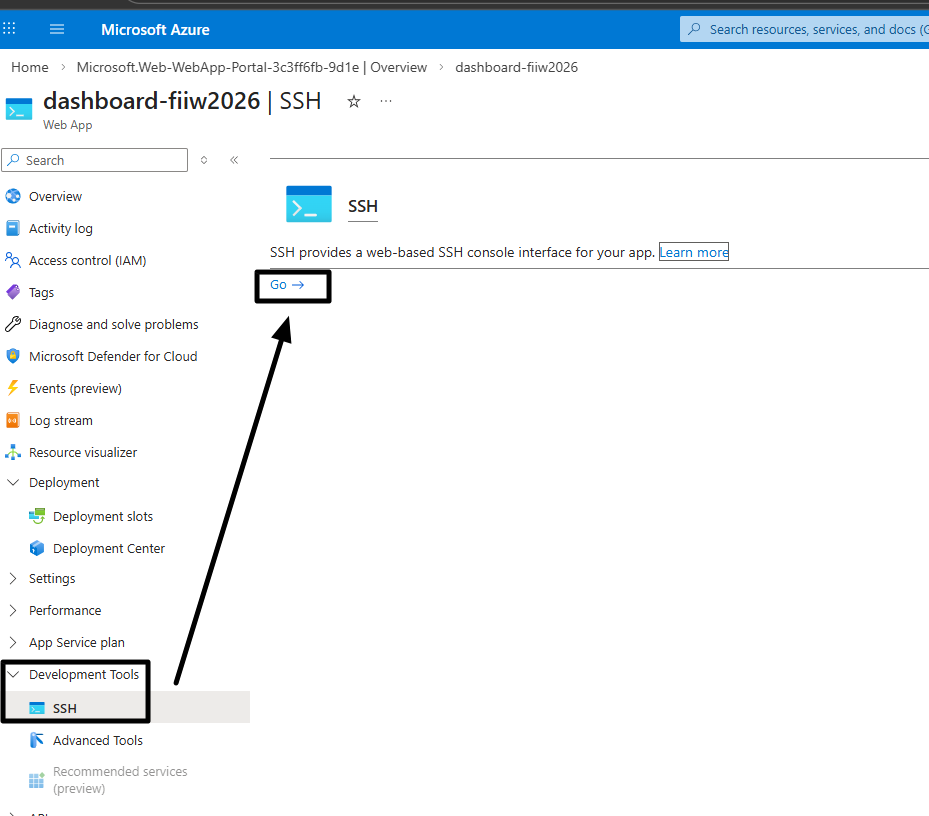 Microsoft Azure
Search resources, services, and docs (G
Home > Microsoft.Web-WebApp-Portal-3c3ff6fb-9d1e | Overview > dashboard-fiiw2026
dashboard-fiiw2026 | SSH
Web App
Search
Overview
Activity log
Access control (IAM)
Tags
Diagnose and solve problems
Microsoft Defender for Cloud
Events (preview)
Log stream
Resource visualizer
Deployment
Deployment slots
Deployment Center
Settings
Performance
App Service plan
Development Tools
SSH
Advanced Tools
Recommended services
(preview)
SSH
SSH provides a web-based SSH console interface for your app. Learn more
Go →